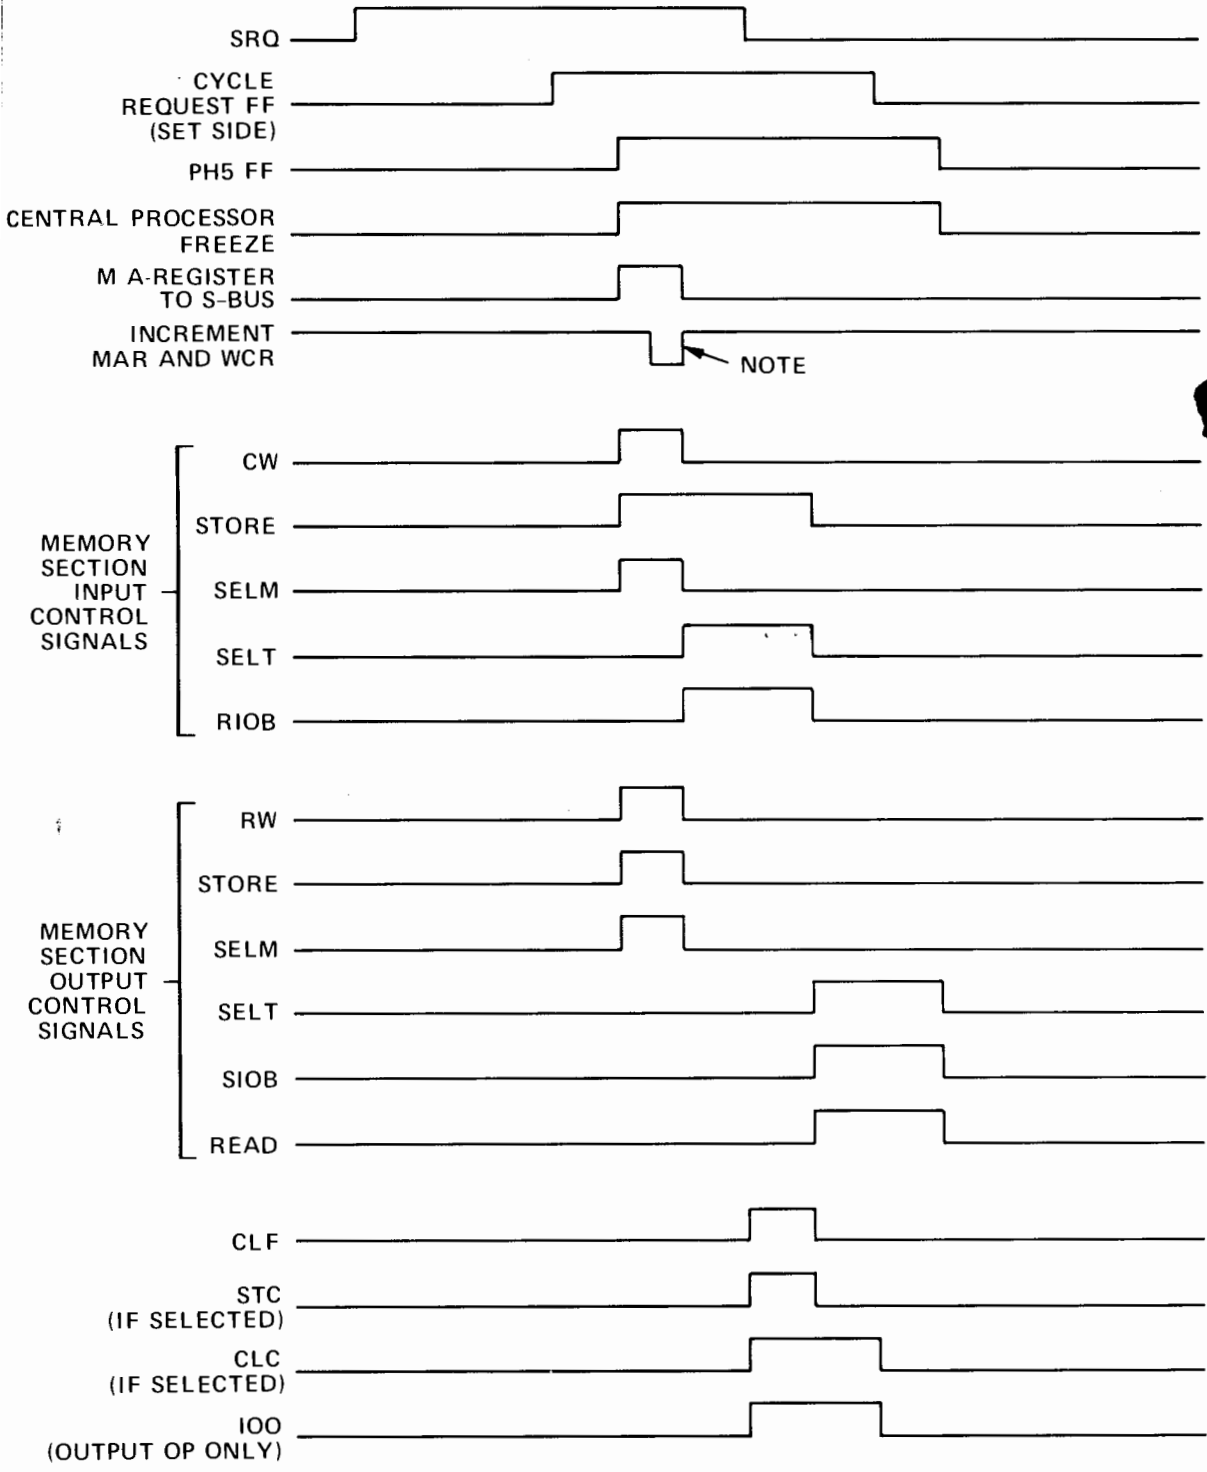 SRQ
CYCLE
REQUEST FF
(SET SIDE)
PH5 FF
CENTRAL PROCESSOR
FREEZE
M A-REGISTER
TO S-BUS
INCREMENT
MAR AND WCR
NOTE
MEMORY
SECTION
INPUT
CONTROL
SIGNALS
CW
STORE
SELM
SELT
RIOB
MEMORY
SECTION
OUTPUT
CONTROL
SIGNALS
RW
STORE
SELM
SELT
SIOB
READ
CLF
STC
(IF SELECTED)
CLC
(IF SELECTED)
IOO
(OUTPUT OP ONLY)